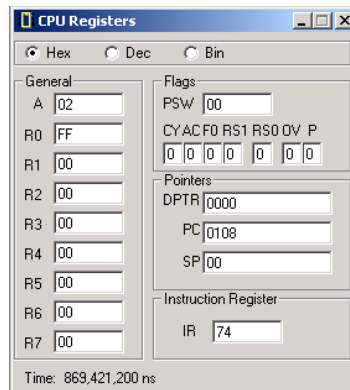 CPU Registers
Hex Dec Bin
General
A 02
R0 FF
R1 00
R2 00
R3 00
R4 00
R5 00
R6 00
R7 00
Flags
PSW 00
CY AC F0 RS1 RS0 OV P
0 0 0 0 0 0 0
Pointers
DPTR 0000
PC 0108
SP 00
Instruction Register
IR 74
Time: 869,421,200 ns